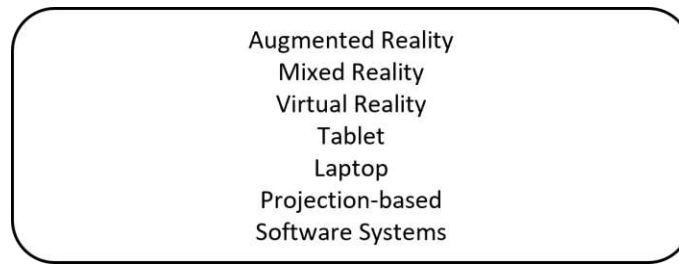 Augmented Reality
Mixed Reality
Virtual Reality
Tablet
Laptop
Projection-based
Software Systems